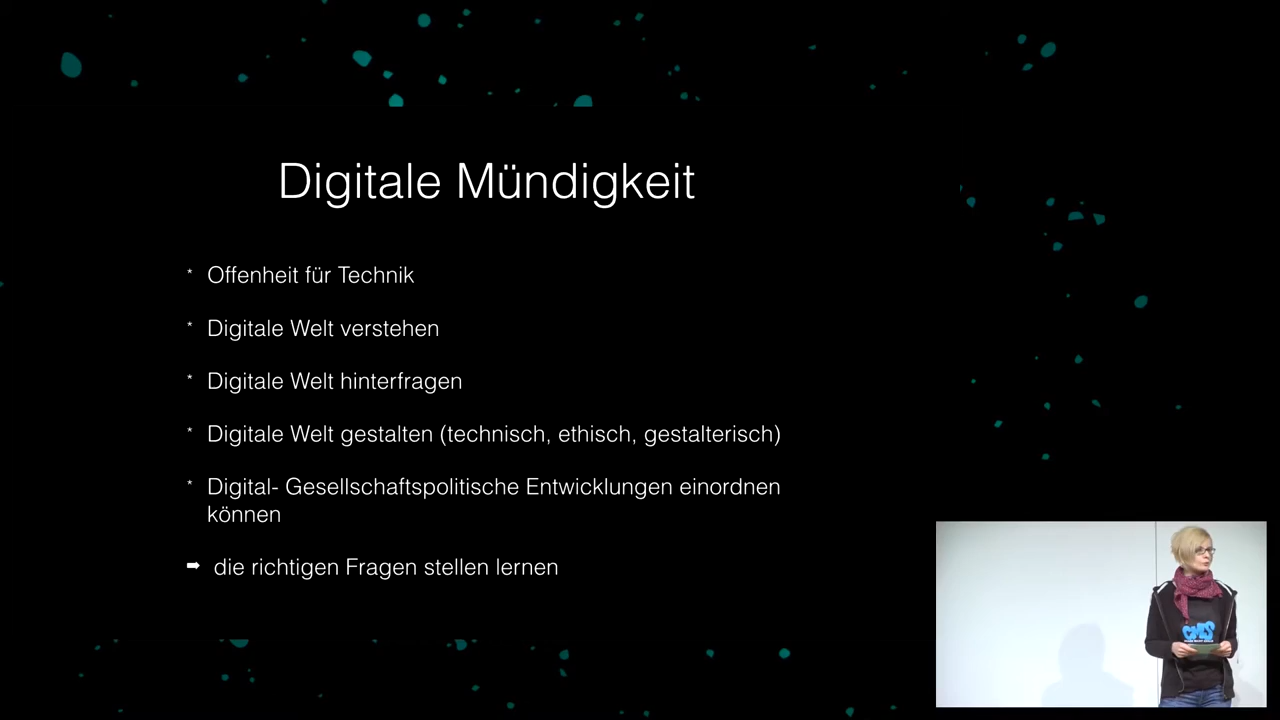 Digitale Mündigkeit
* Offenheit für Technik
* Digitale Welt verstehen
* Digitale Welt hinterfragen
* Digitale Welt gestalten (technisch, ethisch, gestalterisch)
* Digital- Gesellschaftspolitische Entwicklungen einordnen
können
➡ die richtigen Fragen stellen lernen